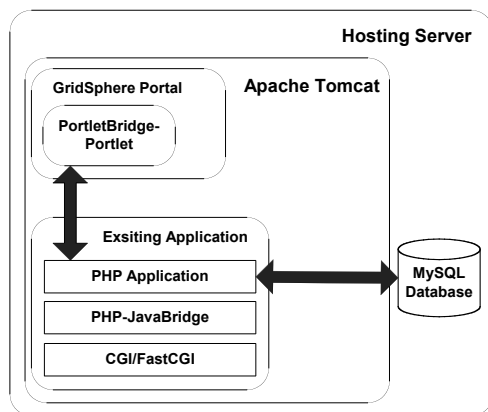 Hosting Server
Apache Tomcat
GridSphere Portal
PortletBridge-
Portlet
Exsiting Application
PHP Application
PHP-JavaBridge
CGI/FastCGI
MySQL
Database